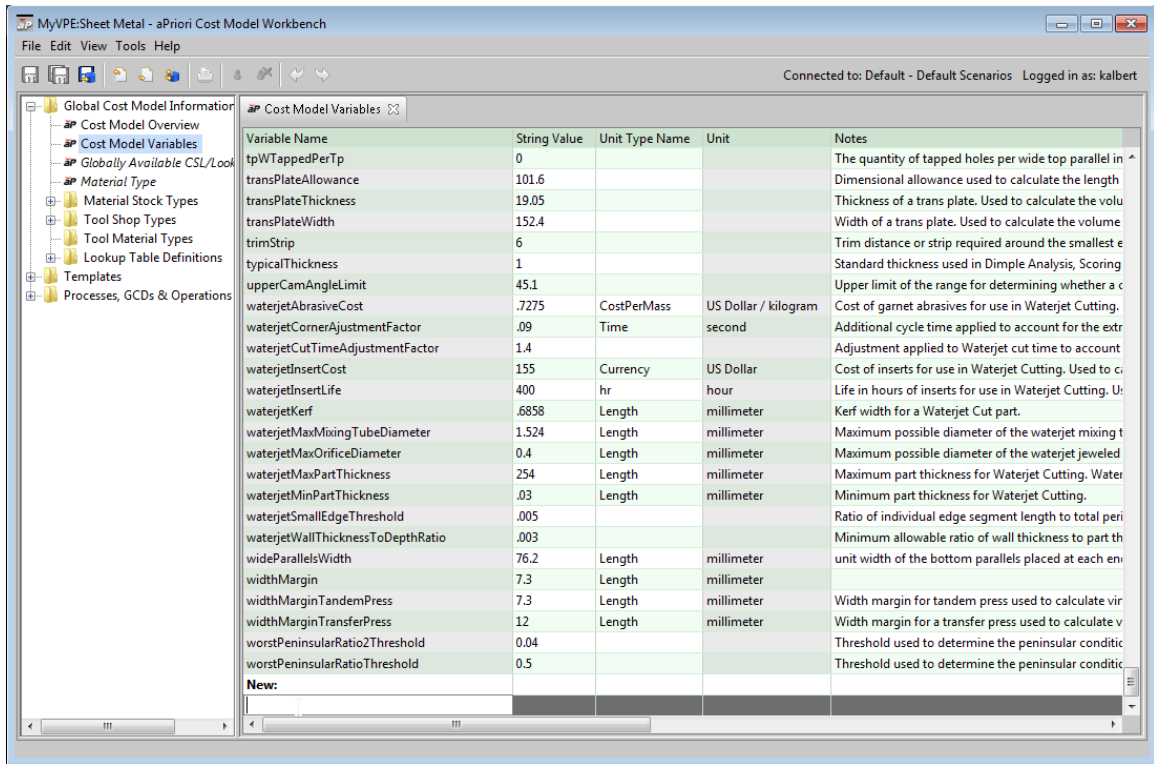 MyVPE:Sheet Metal - aPriori Cost Model Workbench
File Edit View Tools Help
Connected to: Default - Default Scenarios Logged in as: kalbert
Global Cost Model Information
aP Cost Model Overview
aP Cost Model Variables
aP Globally Available CSL/Look
aP Material Type
Material Stock Types
Tool Shop Types
Tool Material Types
Lookup Table Definitions
Templates
Processes, GCDs & Operations
aP Cost Model Variables
Variable Name String Value Unit Type Name Unit Notes
tpWTappedPerTp 0 The quantity of tapped holes per wide top parallel in
transPlateAllowance 101.6 Dimensional allowance used to calculate the length
transPlateThickness 19.05 Thickness of a trans plate. Used to calculate the volu
transPlateWidth 152.4 Width of a trans plate. Used to calculate the volume
trimStrip 6 Trim distance or strip required around the smallest e
typicalThickness 1 Standard thickness used in Dimple Analysis, Scoring
upperCamAngleLimit 45.1 Upper limit of the range for determining whether a c
waterjetAbrasiveCost .7275 CostPerMass US Dollar / kilogram Cost of garnet abrasives for use in Waterjet Cutting.
waterjetCornerAjustmentFactor .09 Time second Additional cycle time applied to account for the extr
waterjetCutTimeAdjustmentFactor 1.4 Adjustment applied to Waterjet cut time to account
waterjetInsertCost 155 Currency US Dollar Cost of inserts for use in Waterjet Cutting. Used to ca
waterjetInsertLife 400 hr hour Life in hours of inserts for use in Waterjet Cutting. Us
waterjetKerf .6858 Length millimeter Kerf width for a Waterjet Cut part.
waterjetMaxMixingTubeDiameter 1.524 Length millimeter Maximum possible diameter of the waterjet mixing t
waterjetMaxOrificeDiameter 0.4 Length millimeter Maximum possible diameter of the waterjet jeweled
waterjetMaxPartThickness 254 Length millimeter Maximum part thickness for Waterjet Cutting. Water
waterjetMinPartThickness .03 Length millimeter Minimum part thickness for Waterjet Cutting.
waterjetSmallEdgeThreshold .005 Ratio of individual edge segment length to total peri
waterjetWallThicknessToDepthRatio .003 Minimum allowable ratio of wall thickness to part th
wideParallelsWidth 76.2 Length millimeter unit width of the bottom parallels placed at each en
widthMargin 7.3 Length millimeter
widthMarginTandemPress 7.3 Length millimeter Width margin for tandem press used to calculate vir
widthMarginTransferPress 12 Length millimeter Width margin for a transfer press used to calculate v
worstPeninsularRatio2Threshold 0.04 Threshold used to determine the peninsular conditic
worstPeninsularRatioThreshold 0.5 Threshold used to determine the peninsular conditic
New: